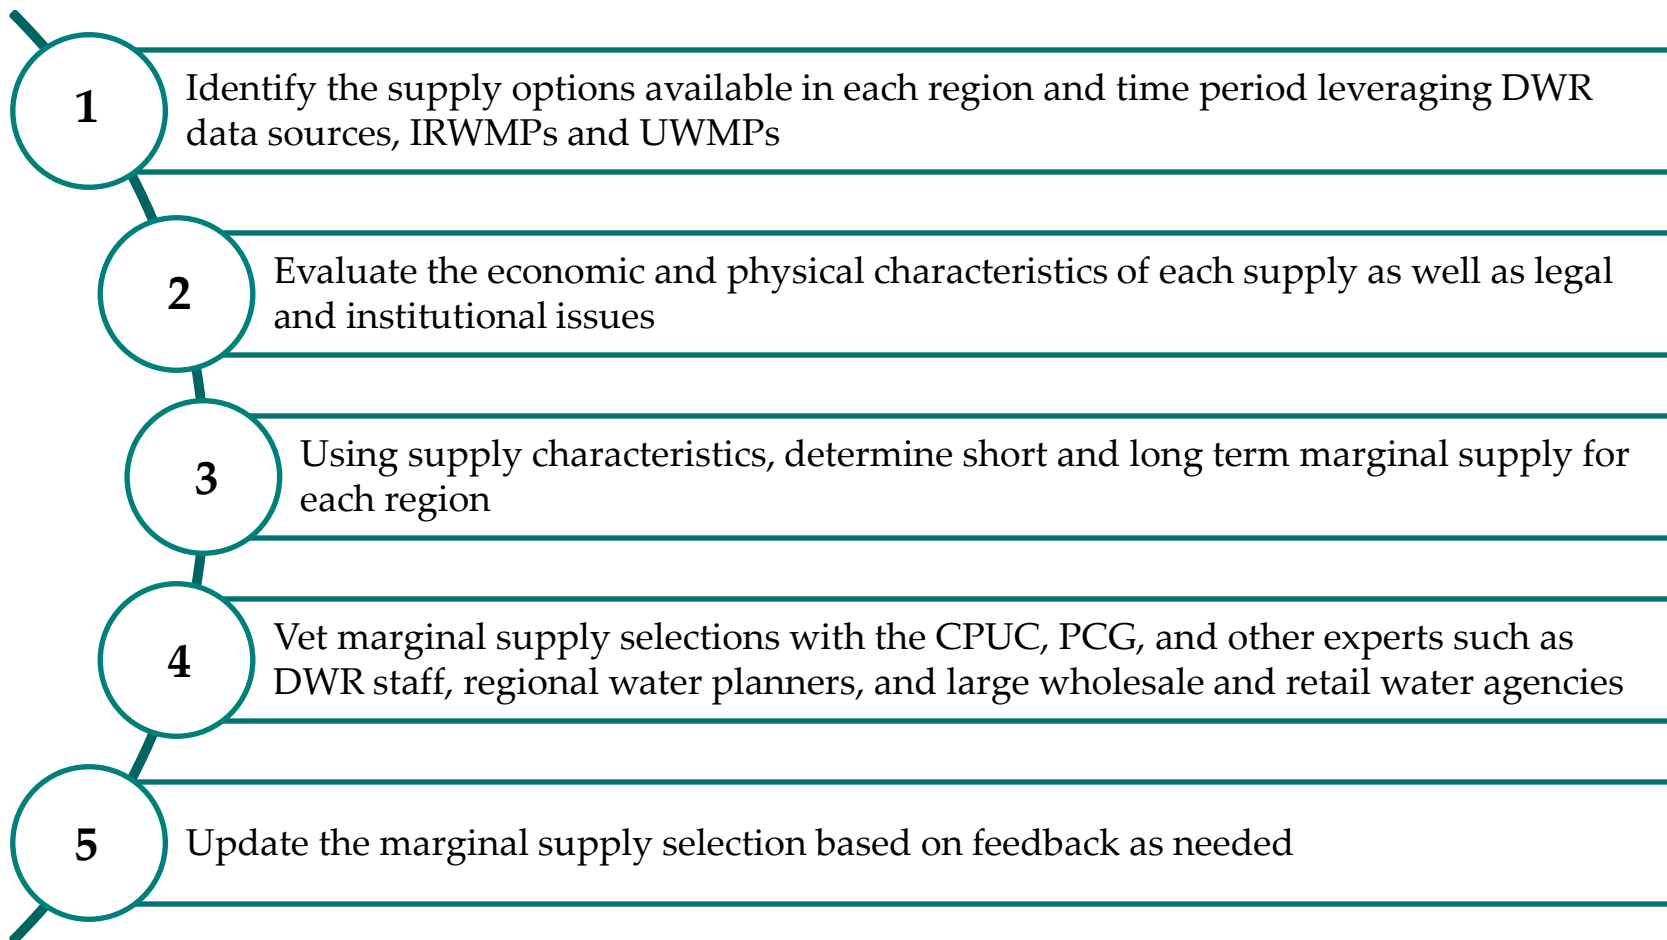 1
Identify the supply options available in each region and time period leveraging DWR
data sources, IRWMPs and UWMPs
2
Evaluate the economic and physical characteristics of each supply as well as legal
and institutional issues
3
Using supply characteristics, determine short and long term marginal supply for
each region
4
Vet marginal supply selections with the CPUC, PCG, and other experts such as
DWR staff, regional water planners, and large wholesale and retail water agencies
5
Update the marginal supply selection based on feedback as needed